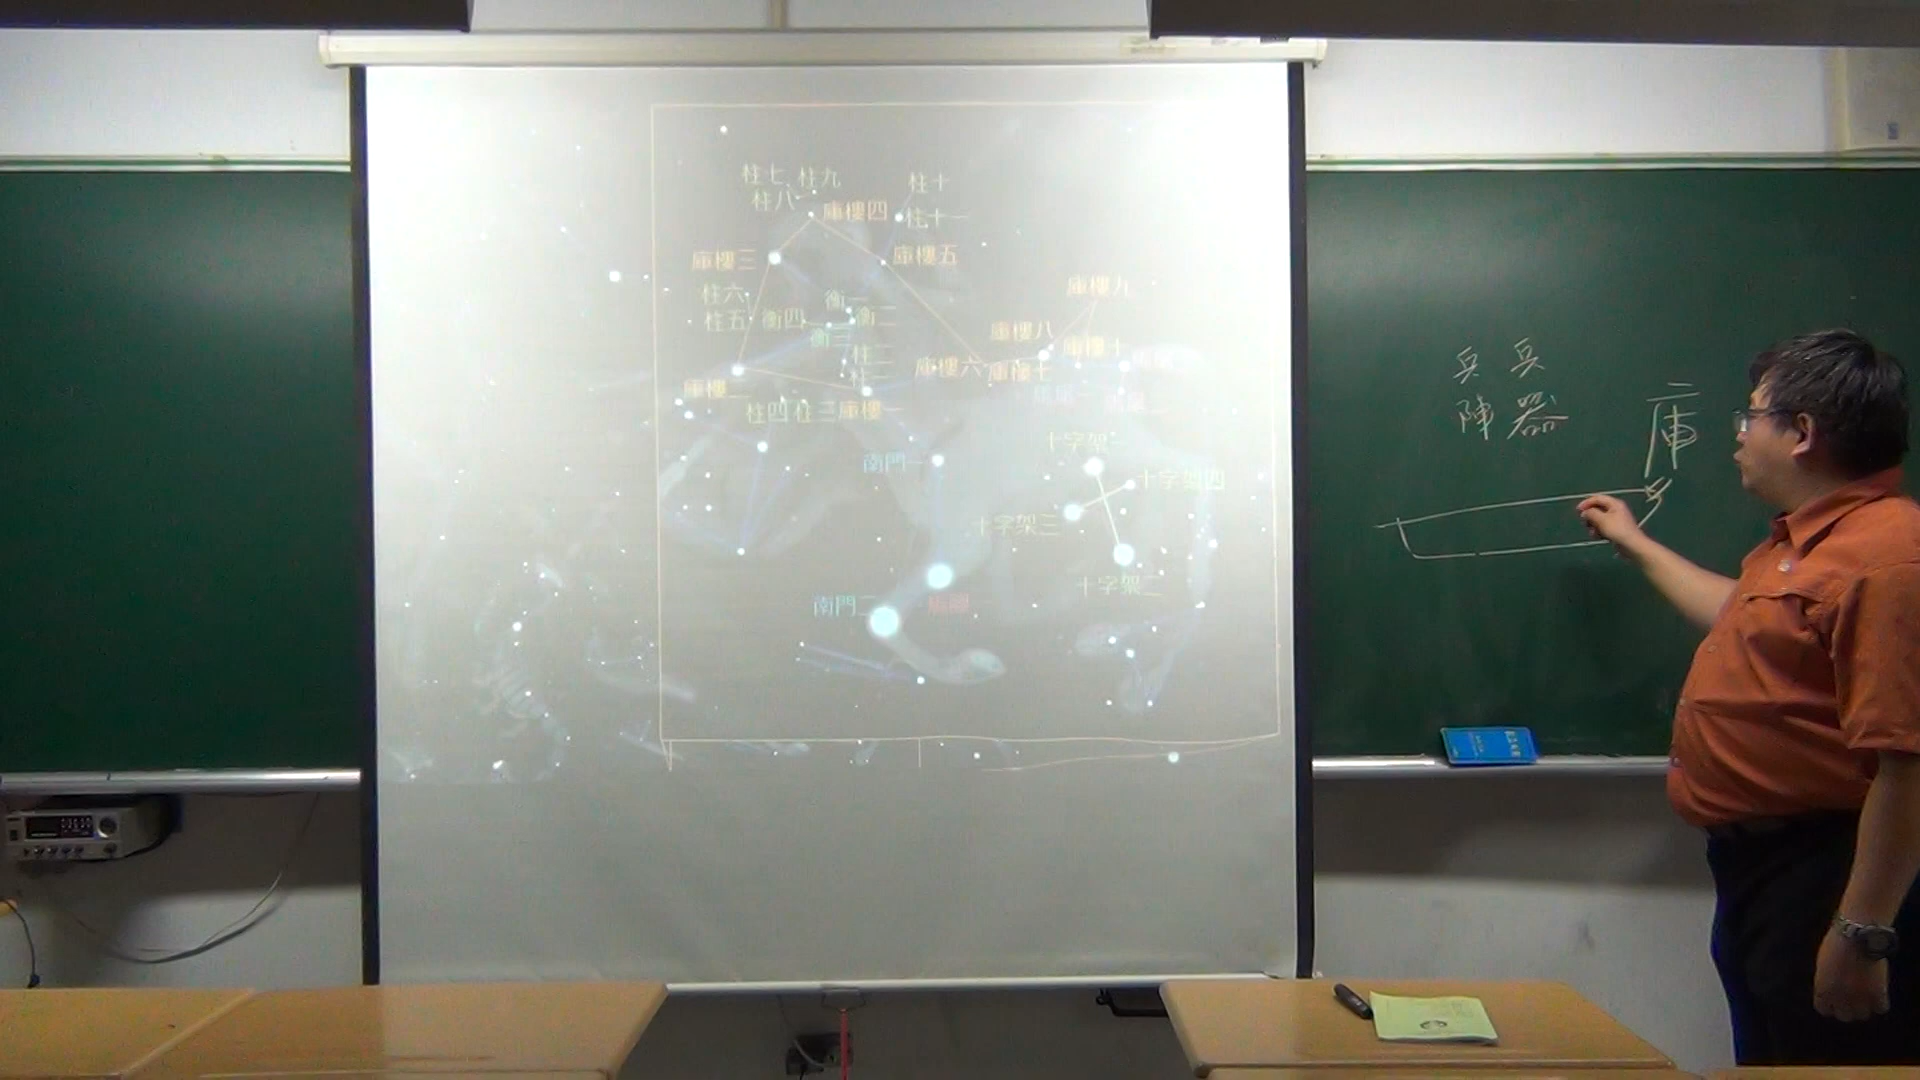 柱七 柱九 柱十
柱八
庫樓四 柱十一
庫樓三 庫樓五
柱六 衡一 庫樓九
柱五 衡四 衡二
衡三 庫樓八 庫樓十
柱二
庫樓六 庫樓七
庫樓二
柱四 柱三 庫樓一
南門一
十字架一
十字架四
十字架三
十字架二
南門二 馬腹
兵 兵
陣 器
庫